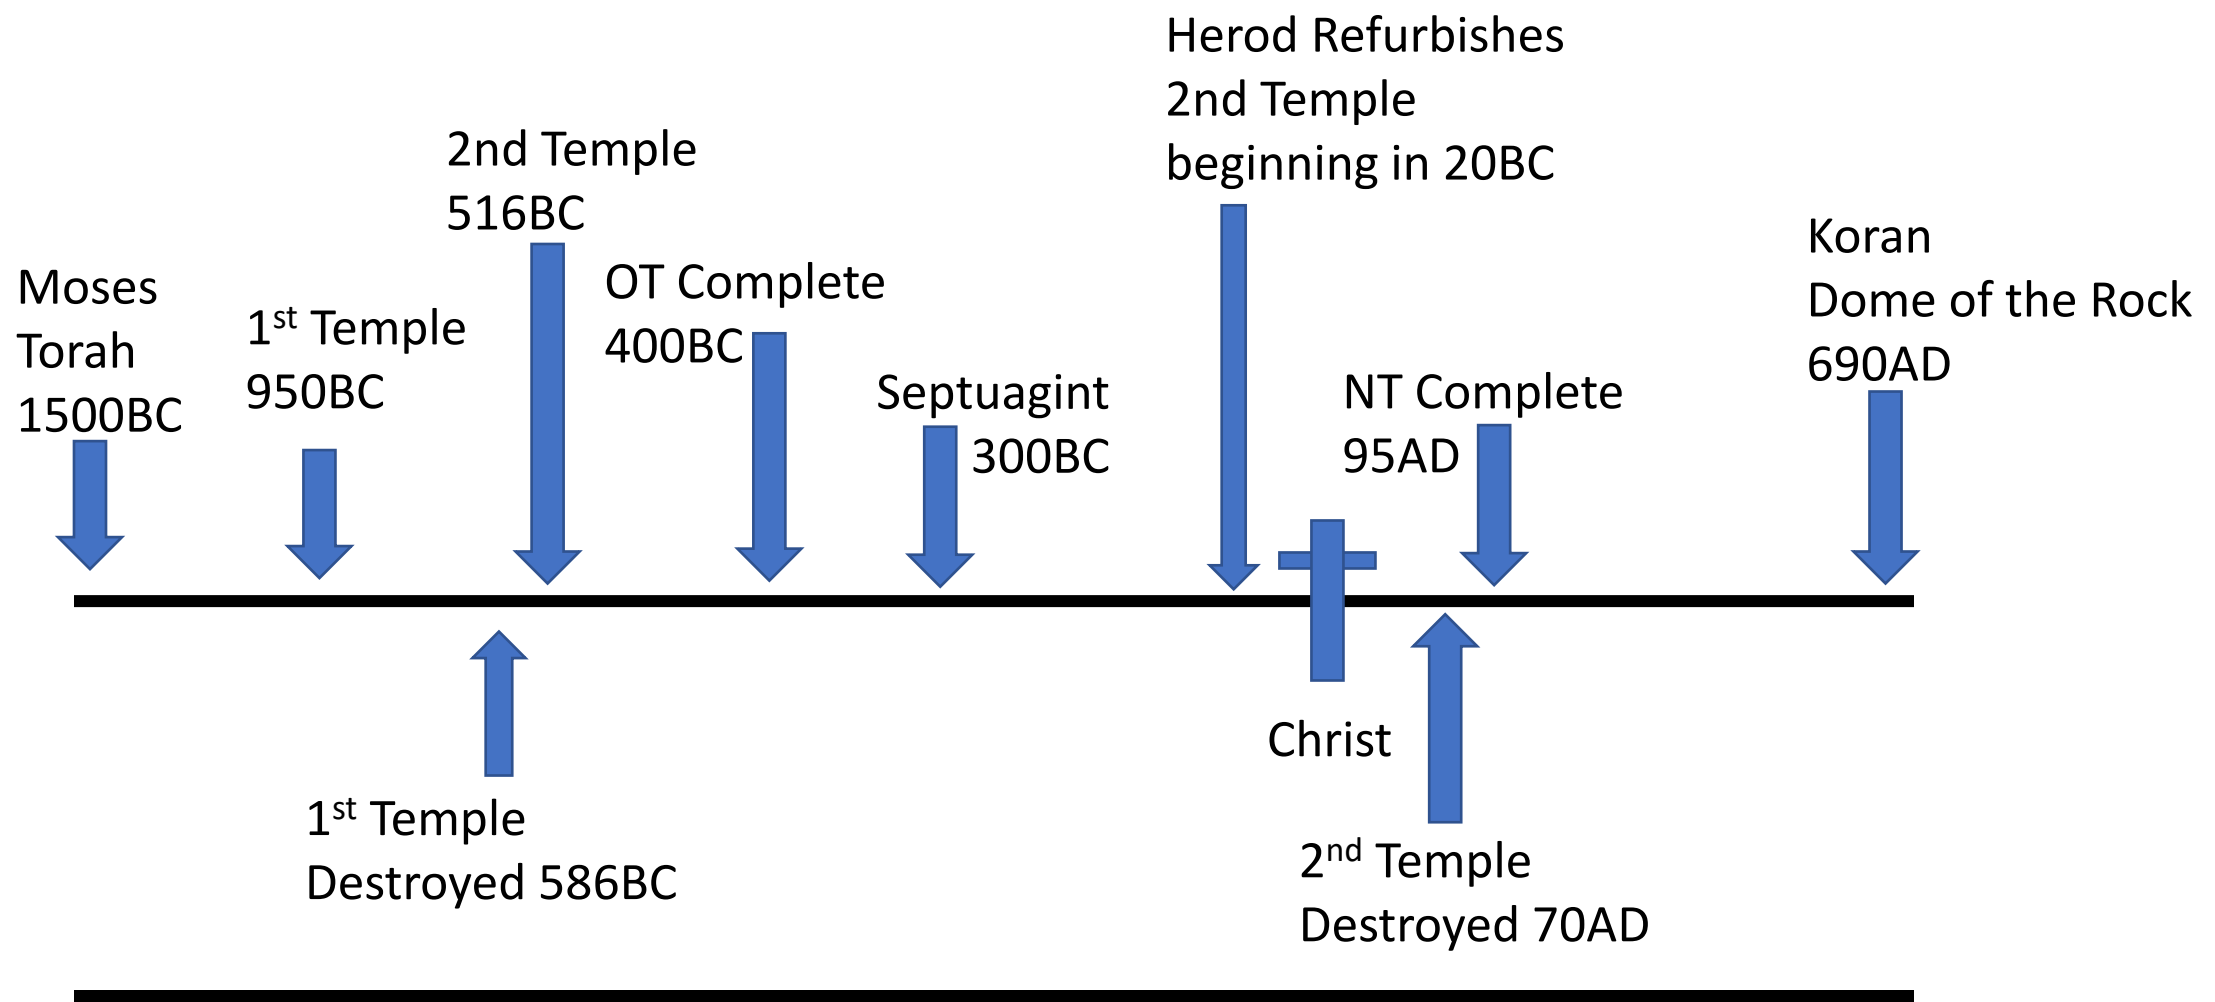 Moses
Torah
1500BC
1st Temple
950BC
2nd Temple
516BC
OT Complete
400BC
Septuagint
300BC
Herod Refurbishes
2nd Temple
beginning in 20BC
NT Complete
95AD
Koran
Dome of the Rock
690AD
1st Temple
Destroyed 586BC
Christ
2nd Temple
Destroyed 70AD